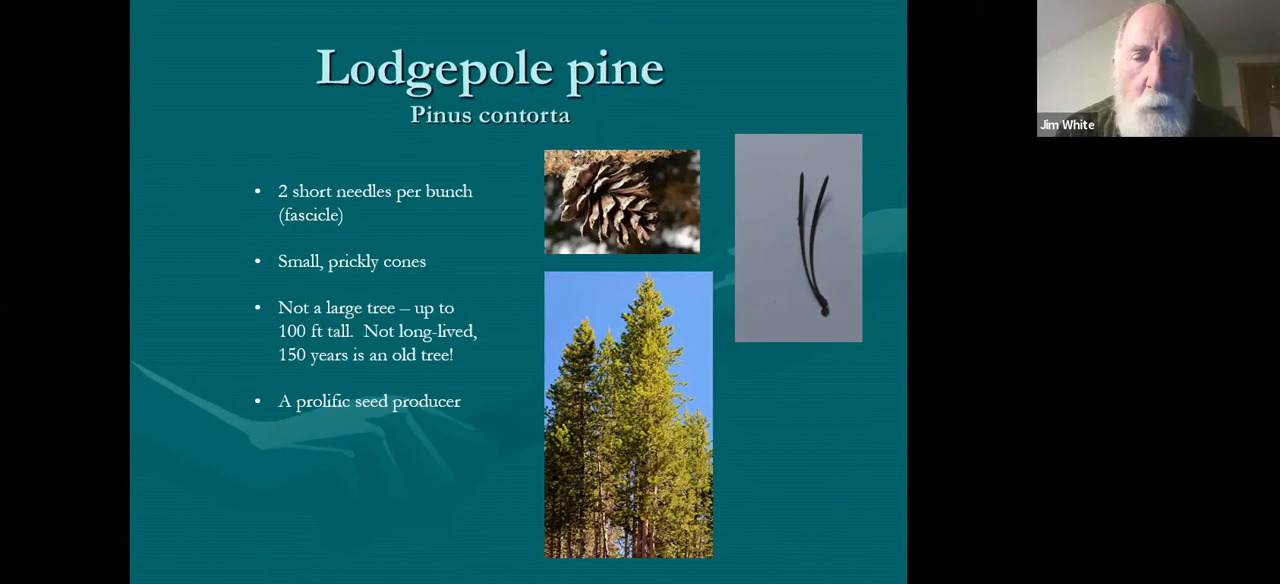 Lodgepole pine
Pinus contorta
• 2 short needles per bunch
(fascicle)
• Small, prickly cones
• Not a large tree – up to
100 ft tall. Not long-lived,
150 years is an old tree!
• A prolific seed producer
Jim White